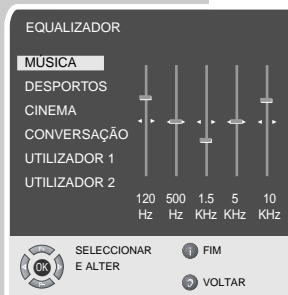 EQUALIZADOR
MÚSICA
DESPORTOS
CINEMA
CONVERSAÇÃO
UTILIZADOR 1
UTILIZADOR 2
120 500 1.5 5 10
Hz Hz KHz KHz KHz
SELECCIONAR
E ALTER
OK
i FIM
VOLTAR